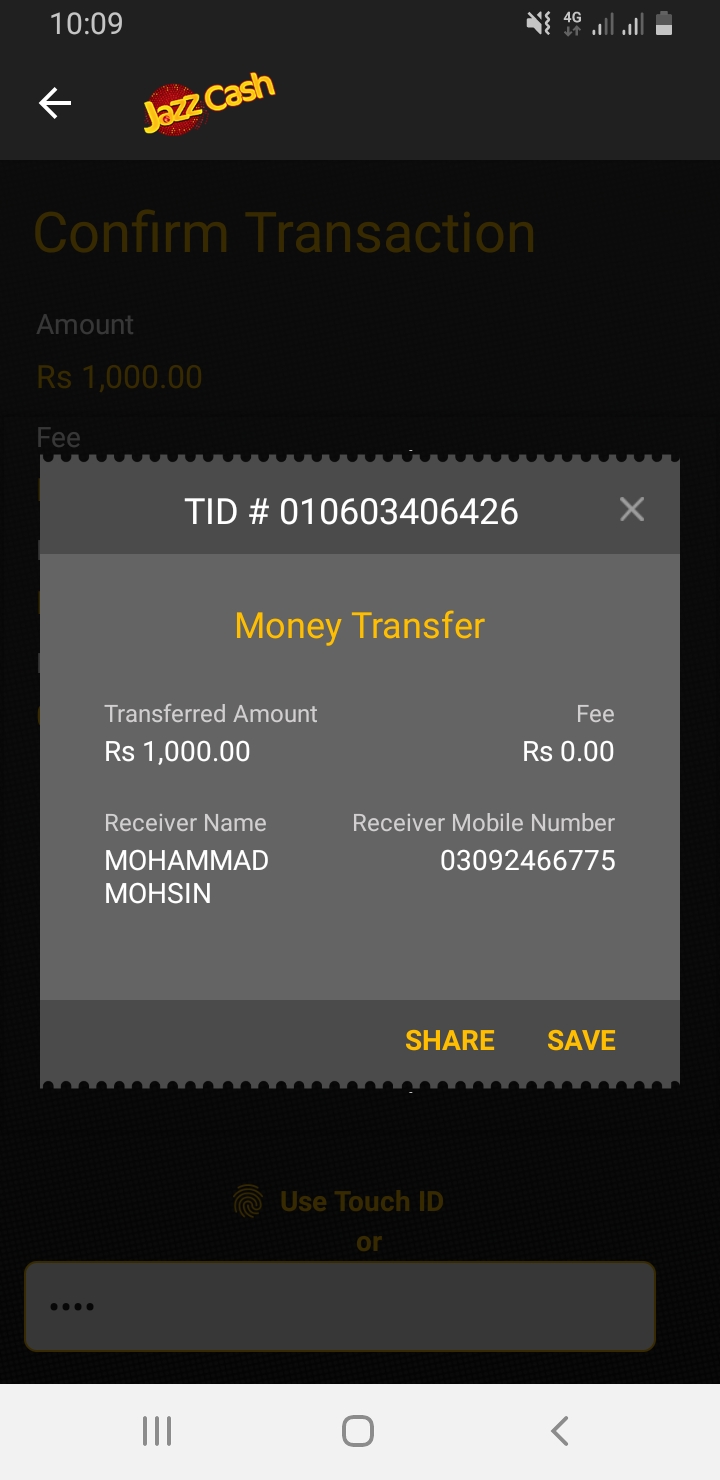 10:09
4G
Jazz Cash
Confirm Transaction
Amount
Rs 1,000.00
Fee
TID # 010603406426
Money Transfer
Transferred Amount Fee
Rs 1,000.00 Rs 0.00
Receiver Name Receiver Mobile Number
MOHAMMAD 03092466775
MOHSIN
SHARE SAVE
Use Touch ID
or